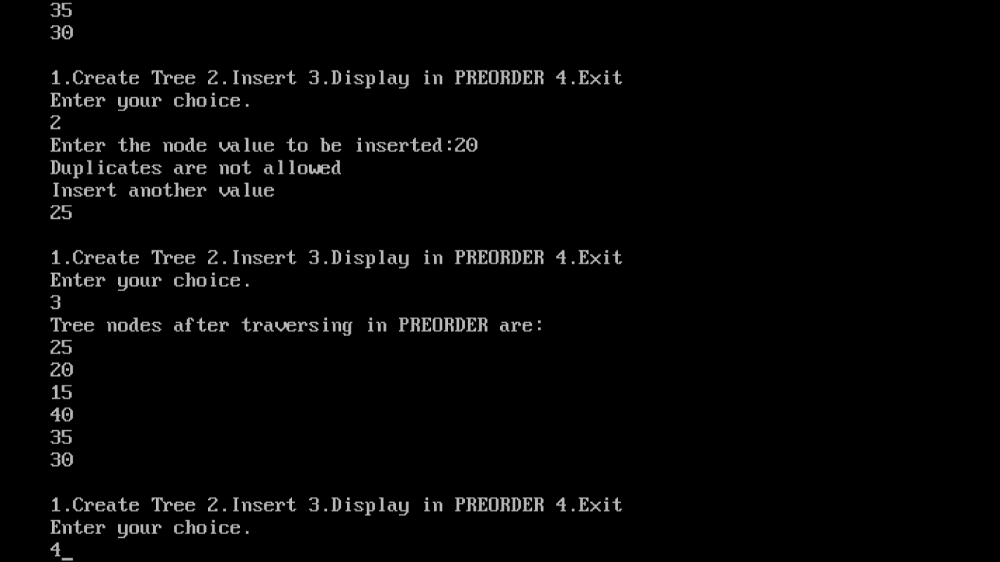 35
30
1.Create Tree 2.Insert 3.Display in PREORDER 4.Exit
Enter your choice.
2
Enter the node value to be inserted:20
Duplicates are not allowed
Insert another value
25
1.Create Tree 2.Insert 3.Display in PREORDER 4.Exit
Enter your choice.
3
Tree nodes after traversing in PREORDER are:
25
20
15
40
35
30
1.Create Tree 2.Insert 3.Display in PREORDER 4.Exit
Enter your choice.
4_